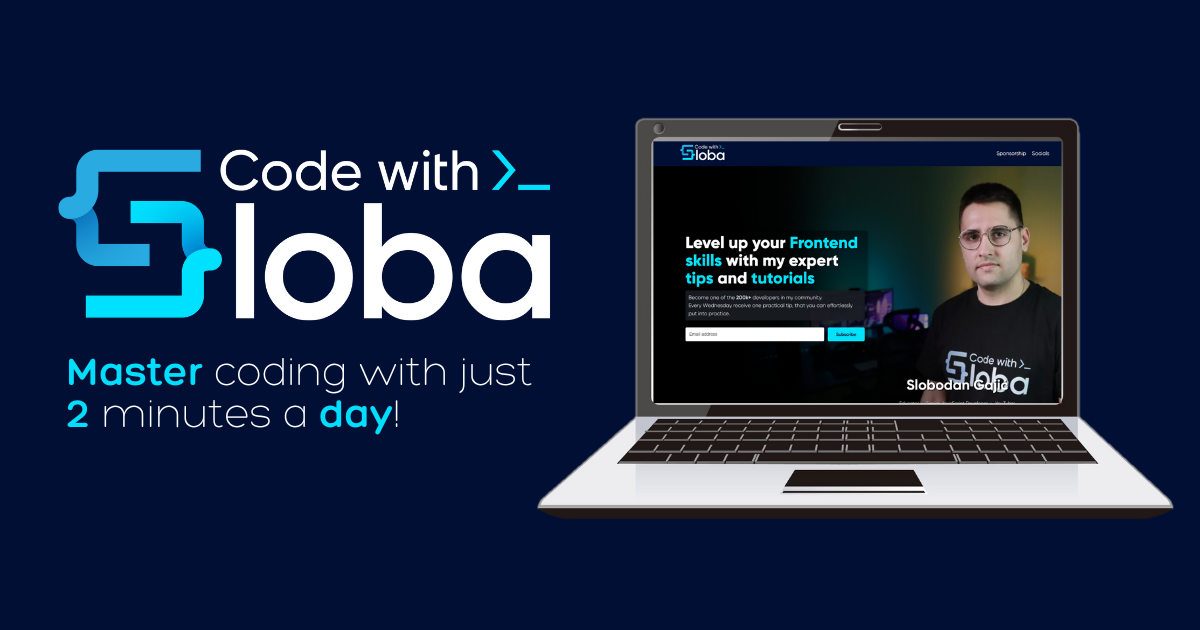 Code with >_
Sloba
Master coding with just
2 minutes a day!
Code with >_
Sloba
Sponsorship Socials
Level up your Frontend
skills with my expert
tips and tutorials
Become one of the 200k+ developers in my community.
Every Wednesday receive one practical tip, that you can effortlessly
put into practice.
Email address Subscribe
Code with >_
Sloba
Slobodan Gajić